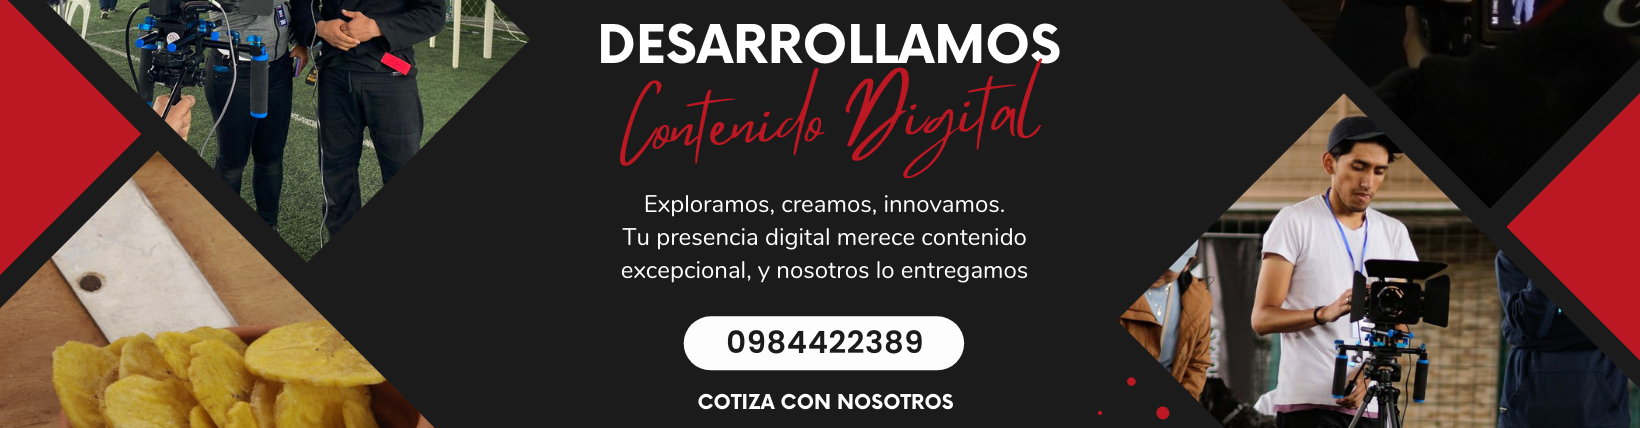 DESARROLLAMOS
Contenido Digital
Exploramos, creamos, innovamos.
Tu presencia digital merece contenido
excepcional, y nosotros lo entregamos
0984422389
COTIZA CON NOSOTROS